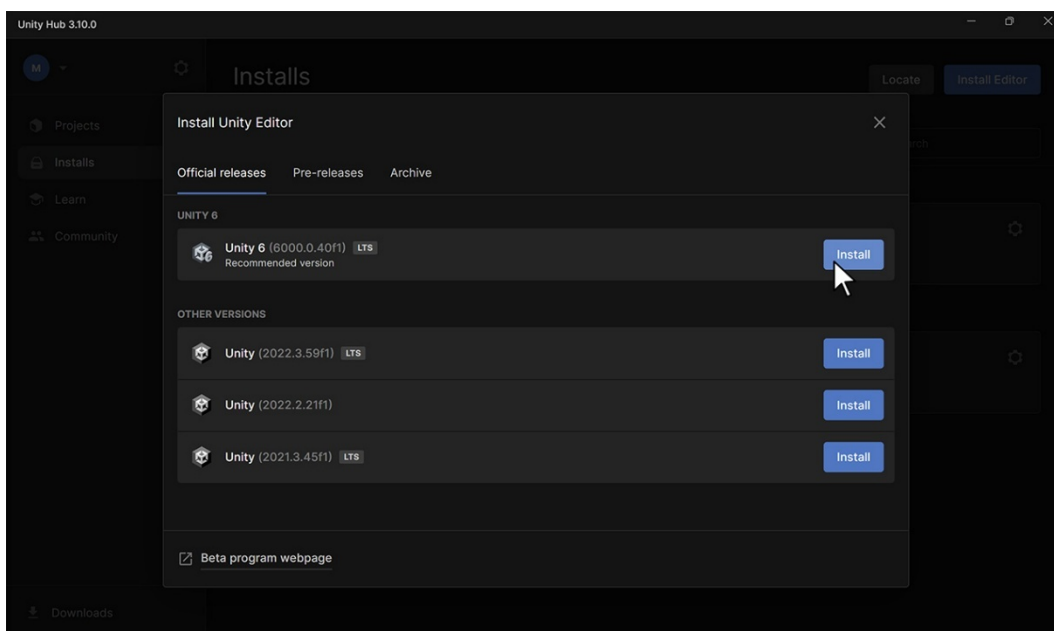 Unity Hub 3.10.0
M
Installs
Locate
Install Editor
Projects
Installs
Learn
Community
Install Unity Editor
Official releases
Pre-releases
Archive
UNITY 6
Unity 6 (6000.0.40f1) LTS
Recommended version
Install
OTHER VERSIONS
Unity (2022.3.59f1) LTS
Install
Unity (2022.2.21f1)
Install
Unity (2021.3.45f1) LTS
Install
Beta program webpage
Downloads